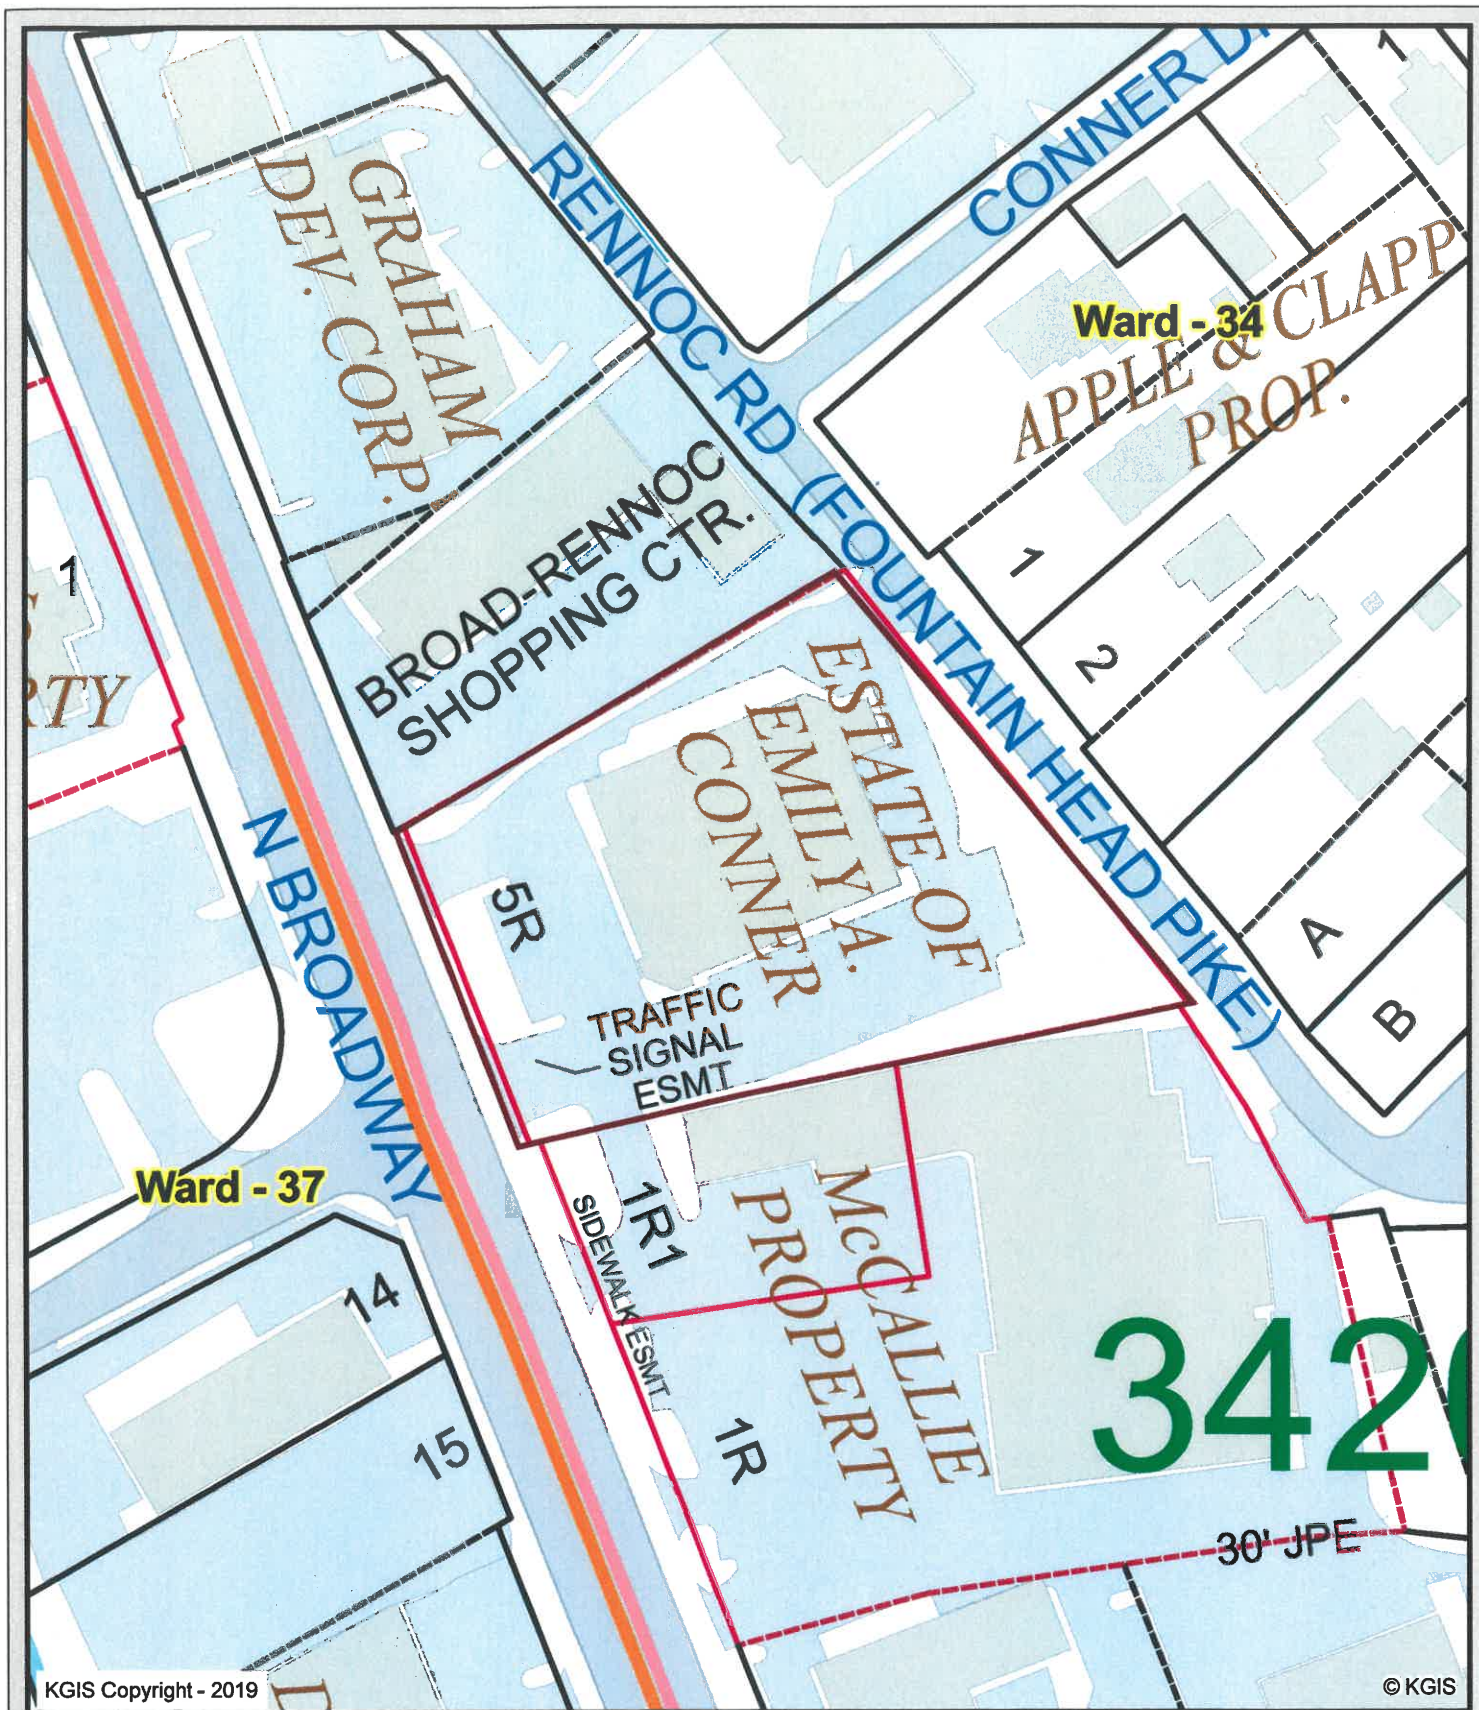 CONNER
1
GRAHAM
DEV. CORP.
RENNOC RD (FOUNTAIN HEAD PIKE)
Ward - 34
APPLE & CLAPP
PROP.
BROAD-RENNOC
SHOPPING CTR.
1
1
2
RTY
ESTATE OF
EMILY A.
CONNER
N BROADWAY
5R
A
B
TRAFFIC
SIGNAL
ESMT
Ward - 37
1R1
SIDEWALK ESMT
McCALLIE
PROPERTY
14
15
1R
342
30' JPE
KGIS Copyright - 2019
© KGIS